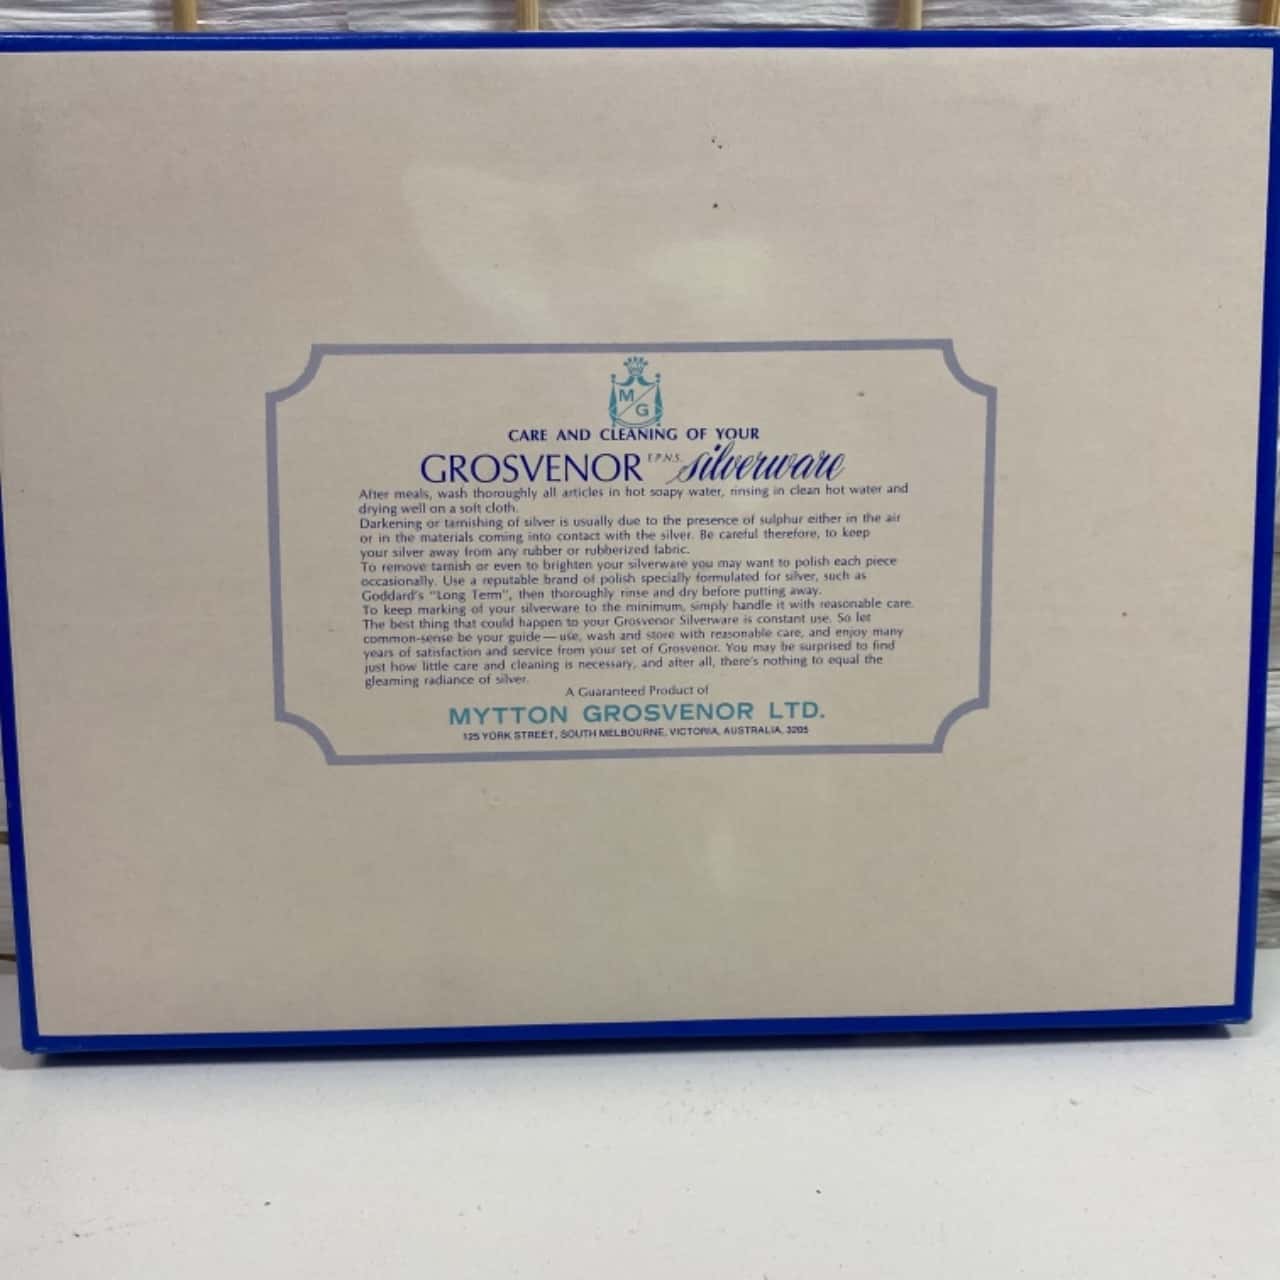 M
G
CARE AND CLEANING OF YOUR
GROSVENOR E.P.N.S. silverware
After meals, wash thoroughly all articles in hot soapy water, rinsing in clean hot water and
drying well on a soft cloth.
Darkening or tarnishing of silver is usually due to the presence of sulphur either in the air
or in the materials coming into contact with the silver. Be careful therefore, to keep
your silver away from any rubber or rubberized fabric.
To remove tarnish or even to brighten your silverware you may want to polish each piece
occasionally. Use a reputable brand of polish specially formulated for silver, such as
Goddard's "Long Term", then thoroughly rinse and dry before putting away.
To keep marking of your silverware to the minimum, simply handle it with reasonable care.
The best thing that could happen to your Grosvenor Silverware is constant use. So let
common-sense be your guide — use, wash and store with reasonable care, and enjoy many
years of satisfaction and service from your set of Grosvenor. You may be surprised to find
just how little care and cleaning is necessary, and after all, there's nothing to equal the
gleaming radiance of silver.
A Guaranteed Product of
MYTTON GROSVENOR LTD.
125 YORK STREET, SOUTH MELBOURNE, VICTORIA, AUSTRALIA, 3205